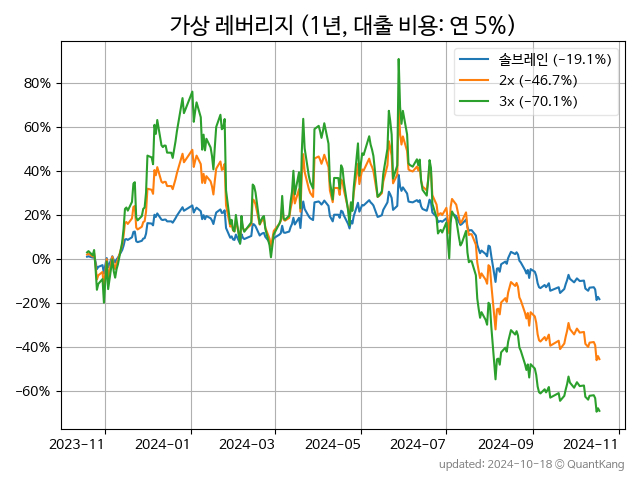 가상 레버리지 (1년, 대출 비용: 연 5%)
솔브레인 (−19.1%)
2x (−46.7%)
3x (−70.1%)
80%
60%
40%
20%
0%
−20%
−40%
−60%
2023-11 2024-01 2024-03 2024-05 2024-07 2024-09 2024-11
updated: 2024-10-18 © QuantKang